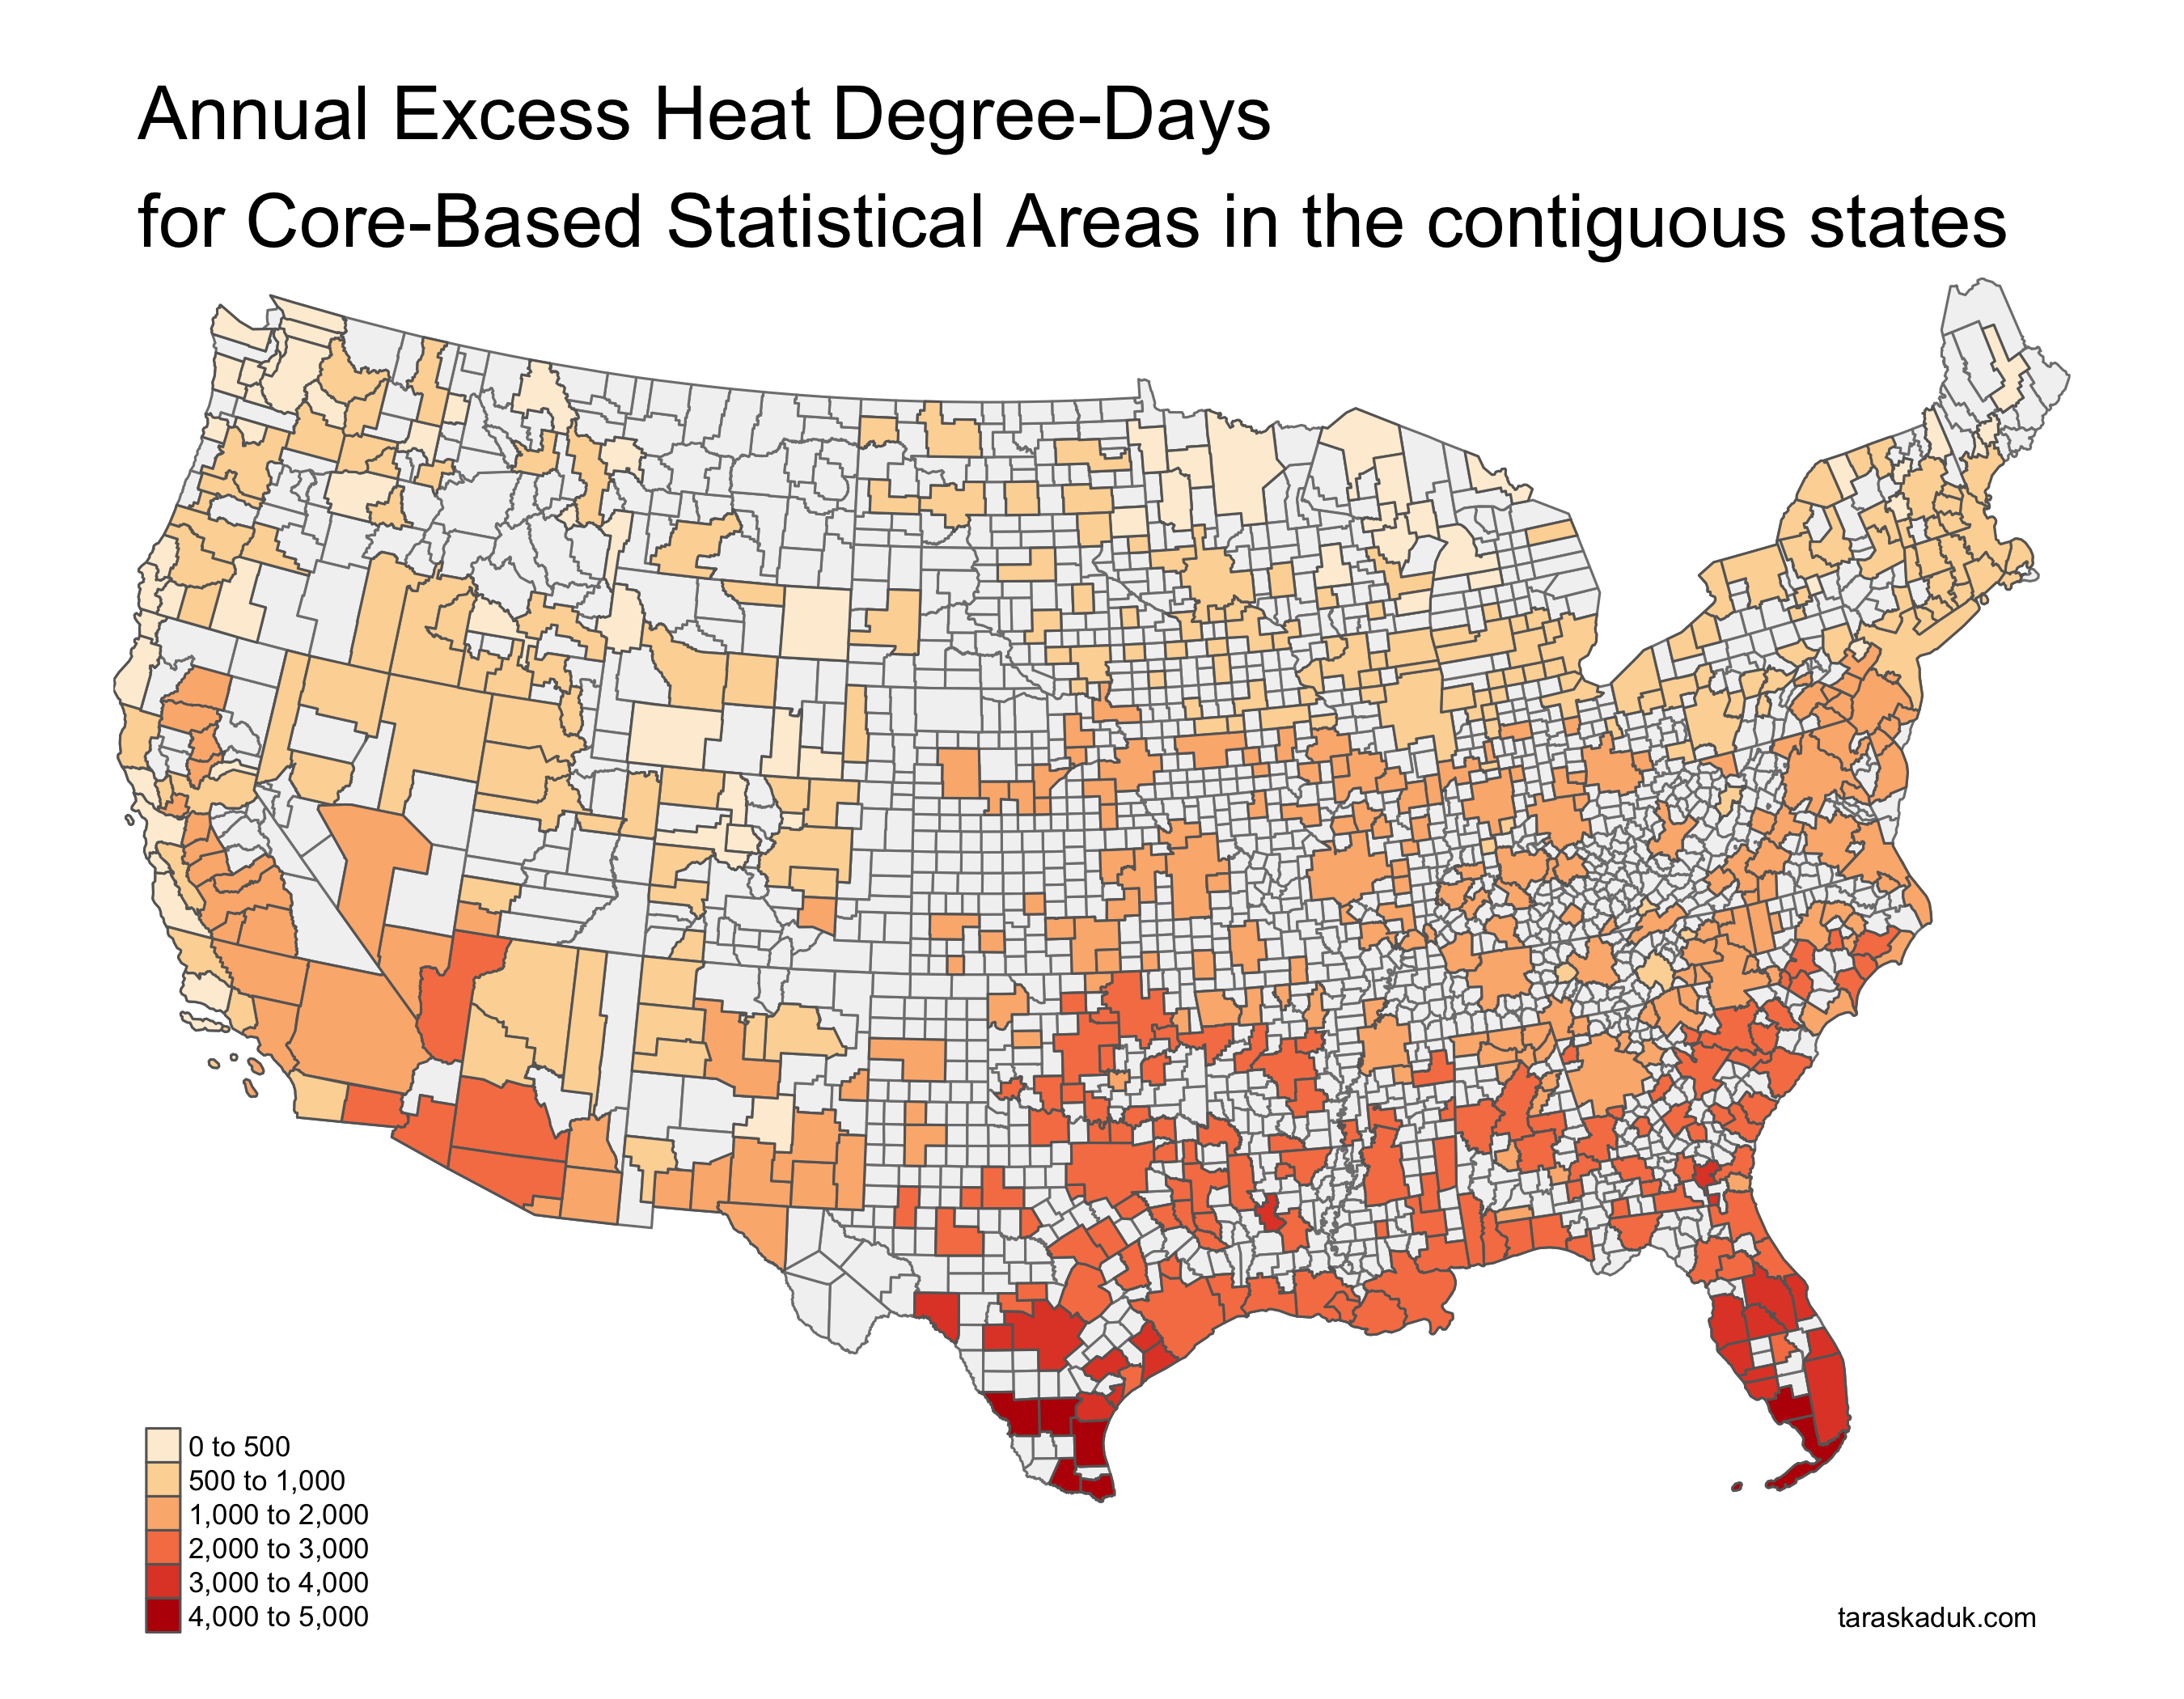 Annual Excess Heat Degree-Days
for Core-Based Statistical Areas in the contiguous states
0 to 500
500 to 1,000
1,000 to 2,000
2,000 to 3,000
3,000 to 4,000
4,000 to 5,000
taraskaduk.com